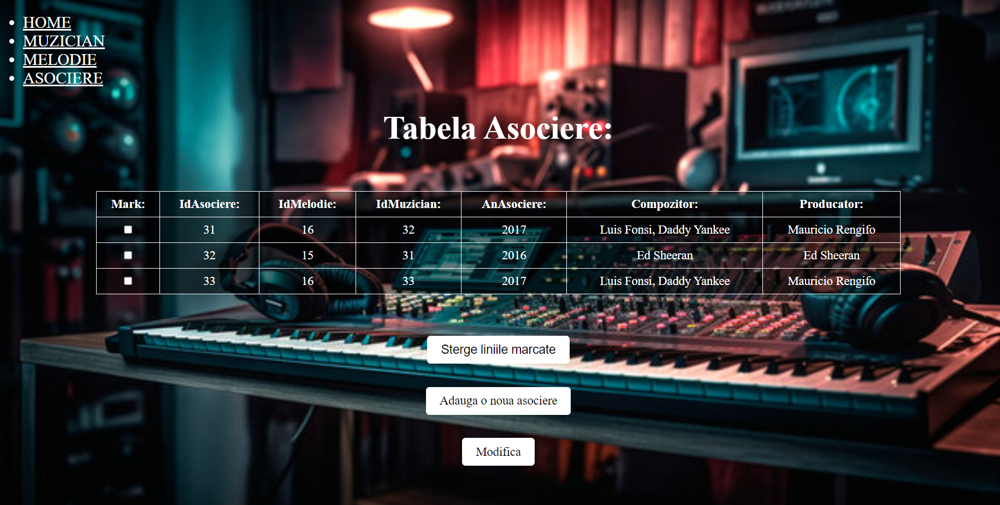 HOME
MUZICIAN
MELODIE
ASOCIERE
Tabela Asociere:
Mark: IdAsociere: IdMelodie: IdMuzician: AnAsociere: Compozitor: Producator:
31 16 32 2017 Luis Fonsi, Daddy Yankee Mauricio Rengifo
32 15 31 2016 Ed Sheeran Ed Sheeran
33 16 33 2017 Luis Fonsi, Daddy Yankee Mauricio Rengifo
Sterge liniile marcate
Adauga o noua asociere
Modifica